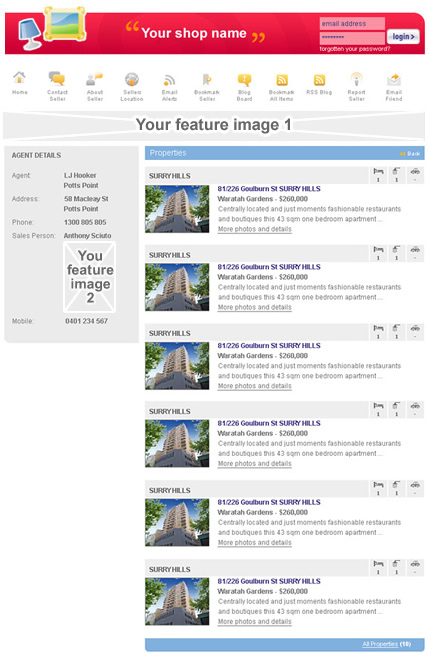 email address
“ Your shop name ”
********
login >
forgotten your password?
Home
Contact Seller
About Seller
Sellers Location
Email Alertz
Bookmark Seller
Blog Board
Bookmark All Items
RSS Blog
Report Seller
Email Friend
Your feature image 1
AGENT DETAILS
Agent: LJ Hooker
Potts Point
Address: 58 Macleay St
Potts Point
Phone: 1300 805 805
Sales Person: Anthony Sciuto
You
feature
image
2
Mobile: 0401 234 567
Properties
Back
SURRY HILLS 1 1 -
81/226 Goulburn St SURRY HILLS
Waratah Gardens - $260,000
Centrally located and just moments fashionable restaurants
and boutiques this 43 sqm one bedroom apartment ...
More photos and details
SURRY HILLS 1 1 -
81/226 Goulburn St SURRY HILLS
Waratah Gardens - $260,000
Centrally located and just moments fashionable restaurants
and boutiques this 43 sqm one bedroom apartment ...
More photos and details
SURRY HILLS 1 1 -
81/226 Goulburn St SURRY HILLS
Waratah Gardens - $260,000
Centrally located and just moments fashionable restaurants
and boutiques this 43 sqm one bedroom apartment ...
More photos and details
SURRY HILLS 1 1 -
81/226 Goulburn St SURRY HILLS
Waratah Gardens - $260,000
Centrally located and just moments fashionable restaurants
and boutiques this 43 sqm one bedroom apartment ...
More photos and details
SURRY HILLS 1 1 -
81/226 Goulburn St SURRY HILLS
Waratah Gardens - $260,000
Centrally located and just moments fashionable restaurants
and boutiques this 43 sqm one bedroom apartment ...
More photos and details
SURRY HILLS 1 1 -
81/226 Goulburn St SURRY HILLS
Waratah Gardens - $260,000
Centrally located and just moments fashionable restaurants
and boutiques this 43 sqm one bedroom apartment ...
More photos and details
All Properties (10)